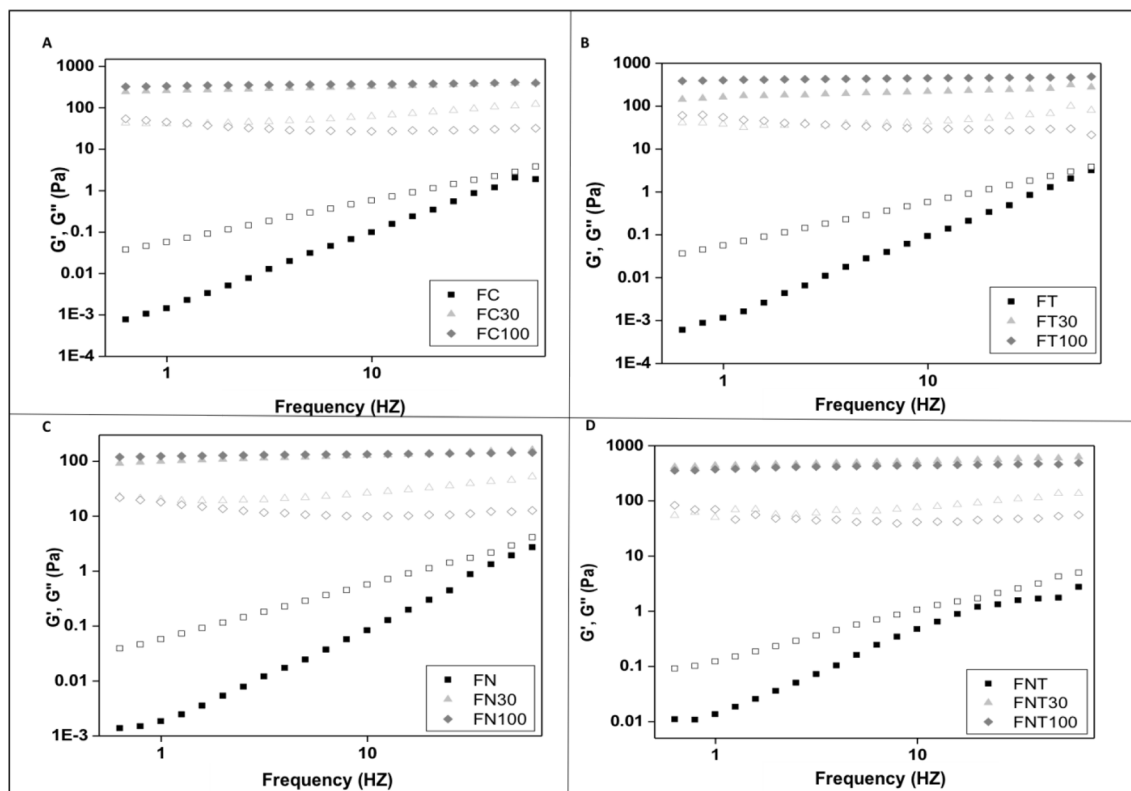 A
1000
100
10
1
0.1
0.01
1E-3
1E-4
G', G'' (Pa)
FC
FC30
FC100
1
10
Frequency (HZ)
B
1000
100
10
1
0.1
0.01
1E-3
1E-4
G', G'' (Pa)
FT
FT30
FT100
1
10
Frequency (HZ)
C
100
10
1
0.1
0.01
1E-3
G', G'' (Pa)
FN
FN30
FN100
1
10
Frequency (HZ)
D
1000
100
10
1
0.1
0.01
G', G'' (Pa)
FNT
FNT30
FNT100
1
10
Frequency (HZ)